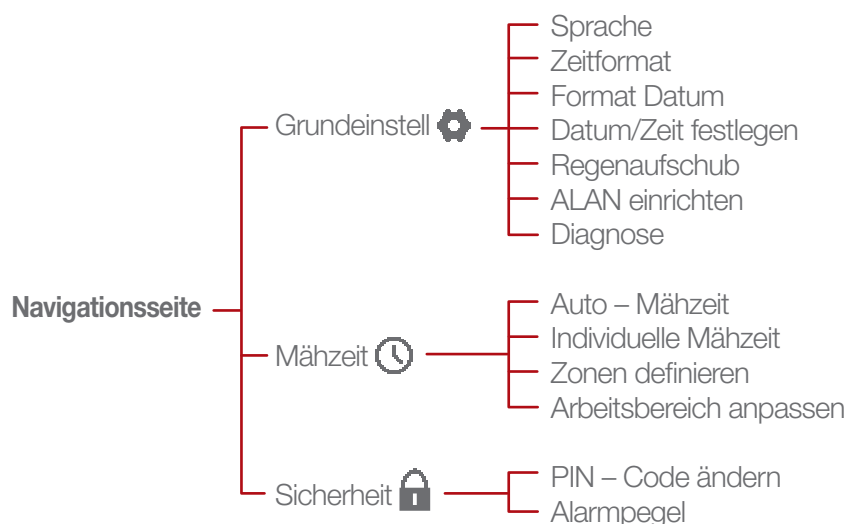 Sprache
Zeitformat
Format Datum
Grundeinstell
Datum/Zeit festlegen
Regenaufschub
ALAN einrichten
Diagnose
Navigationsseite
Auto – Mähzeit
Individuelle Mähzeit
Mähzeit
Zonen definieren
Arbeitsbereich anpassen
PIN – Code ändern
Sicherheit
Alarmpegel